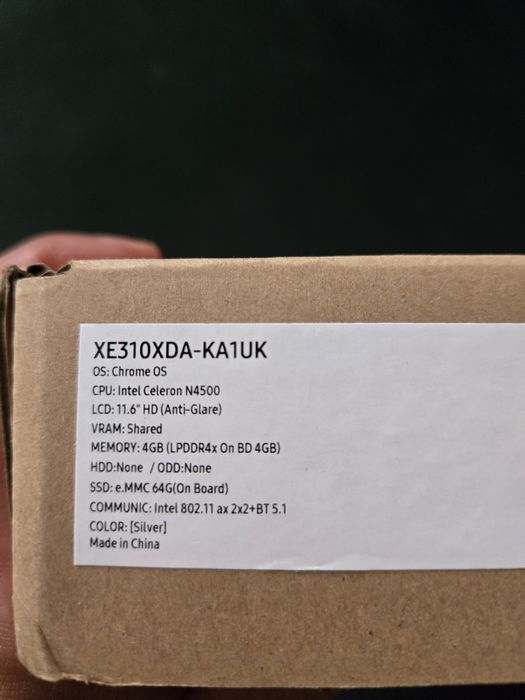 XE310XDA-KA1UK
OS: Chrome OS
CPU: Intel Celeron N4500
LCD: 11.6" HD (Anti-Glare)
VRAM: Shared
MEMORY: 4GB (LPDDR4x On BD 4GB)
HDD:None / ODD:None
SSD: e.MMC 64G(On Board)
COMMUNIC: Intel 802.11 ax 2x2+BT 5.1
COLOR: [Silver]
Made in China